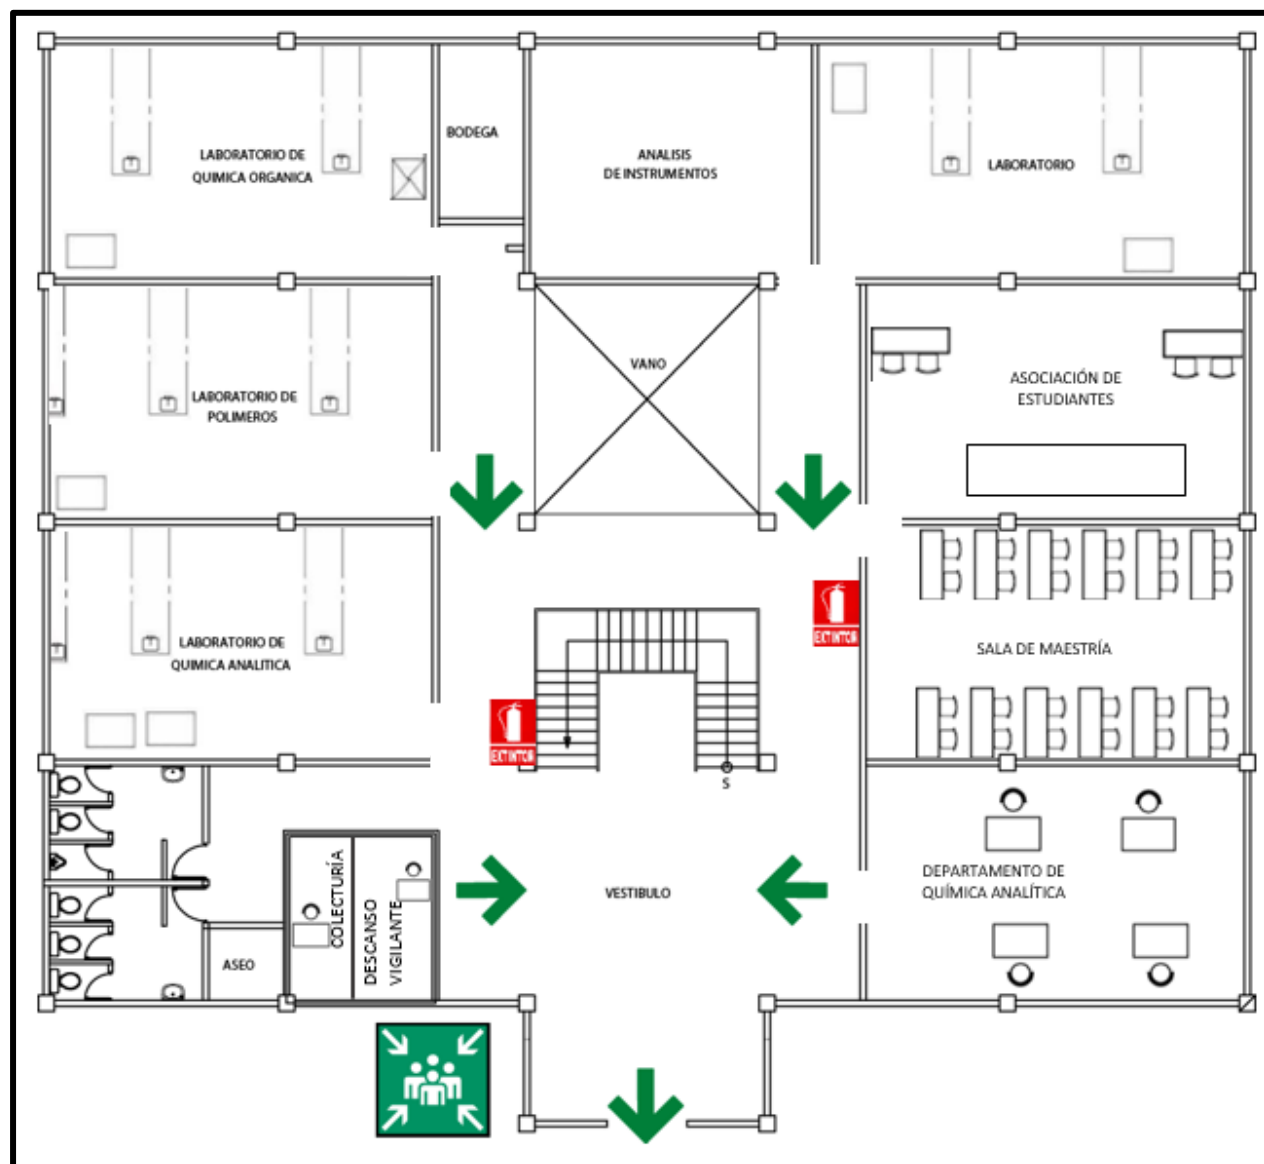 LABORATORIO DE
QUIMICA ORGANICA
BODEGA
ANALISIS
DE INSTRUMENTOS
LABORATORIO
LABORATORIO DE
POLIMEROS
VANO
ASOCIACIÓN DE
ESTUDIANTES
LABORATORIO DE
QUIMICA ANALITICA
EXTINTOR
EXTINTOR
SALA DE MAESTRÍA
S
COLECTURÍA
DESCANSO
VIGILANTE
ASEO
VESTIBULO
DEPARTAMENTO DE
QUÍMICA ANALÍTICA